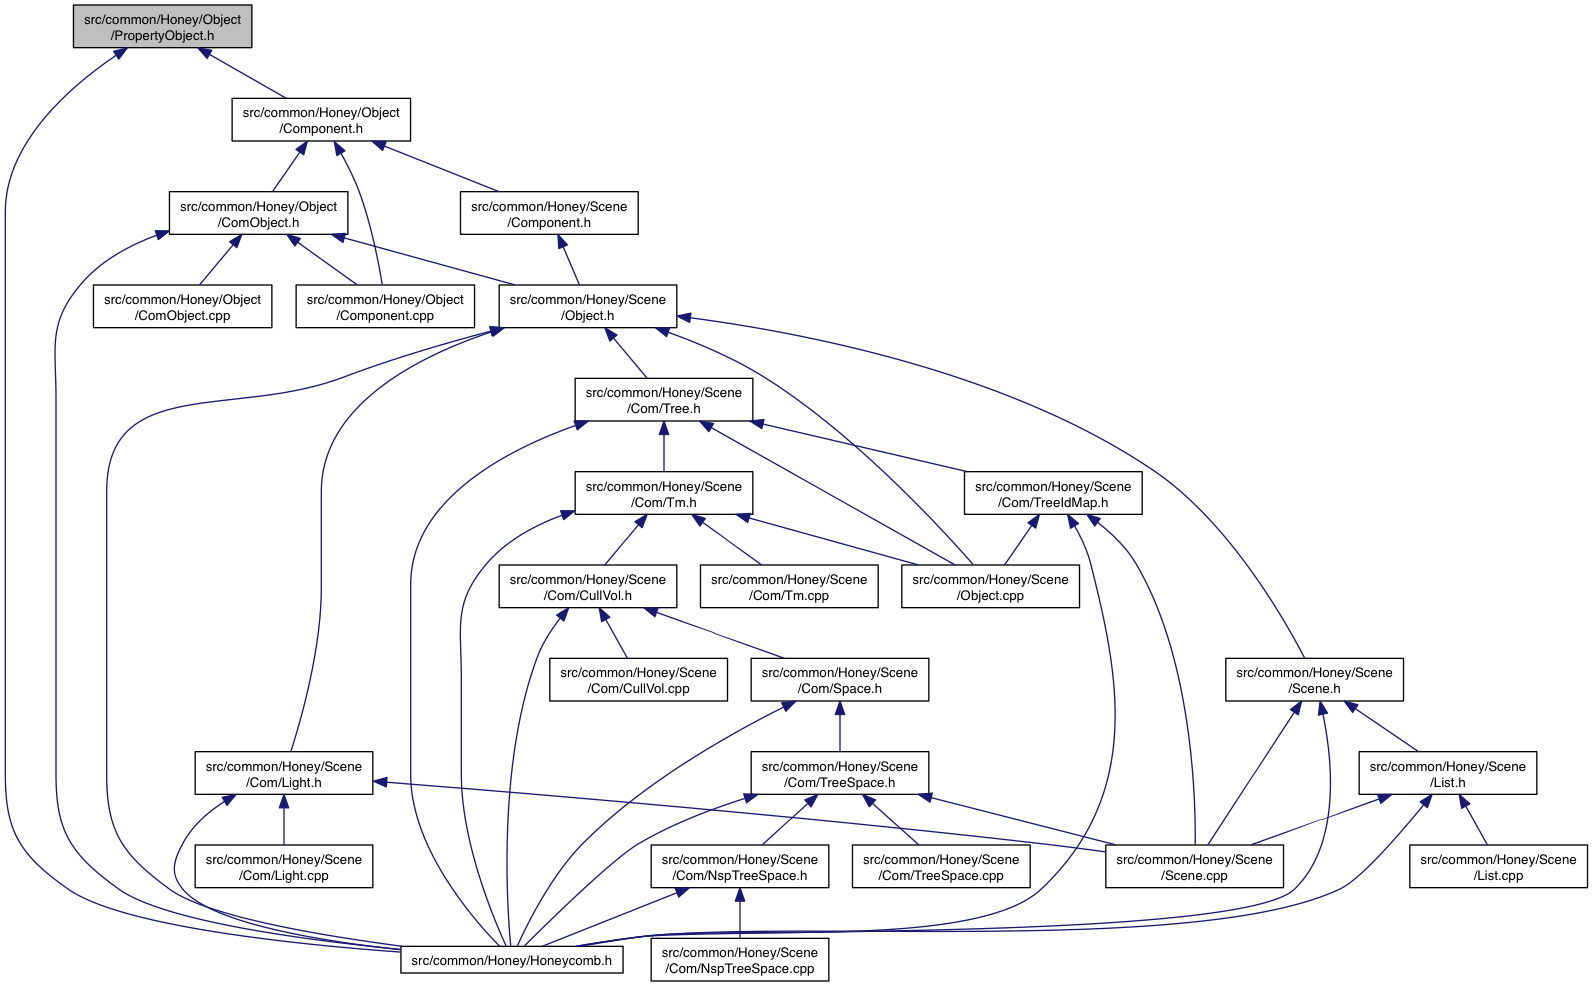 src/common/Honey/Object
/PropertyObject.h
src/common/Honey/Object
/Component.h
src/common/Honey/Object
/ComObject.h
src/common/Honey/Scene
/Component.h
src/common/Honey/Object
/ComObject.cpp
src/common/Honey/Object
/Component.cpp
src/common/Honey/Scene
/Object.h
src/common/Honey/Scene
/Com/Tree.h
src/common/Honey/Scene
/Com/Tm.h
src/common/Honey/Scene
/Com/TreeIdMap.h
src/common/Honey/Scene
/Com/CullVol.h
src/common/Honey/Scene
/Com/Tm.cpp
src/common/Honey/Scene
/Object.cpp
src/common/Honey/Scene
/Com/CullVol.cpp
src/common/Honey/Scene
/Com/Space.h
src/common/Honey/Scene
/Scene.h
src/common/Honey/Scene
/Com/Light.h
src/common/Honey/Scene
/Com/TreeSpace.h
src/common/Honey/Scene
/List.h
src/common/Honey/Scene
/Com/Light.cpp
src/common/Honey/Scene
/Com/NspTreeSpace.h
src/common/Honey/Scene
/Com/TreeSpace.cpp
src/common/Honey/Scene
/Scene.cpp
src/common/Honey/Scene
/List.cpp
src/common/Honey/Honeycomb.h
src/common/Honey/Scene
/Com/NspTreeSpace.cpp